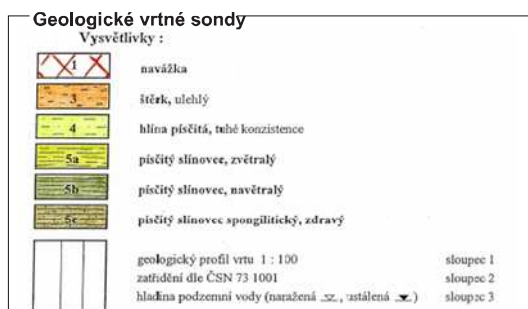 Geologické vrtné sondy
Vysvětlivky :
1 navážka
3 štěrk, ulehlý
4 hlína písčitá, tuhé konzistence
5a písčitý slínovec, zvětralý
5b písčitý slínovec, navětralý
5c písčitý slínovec spongilitický, zdravý
geologický profil vrtu 1 : 100 sloupec 1
zatřídění dle ČSN 73 1001 sloupec 2
hladina podzemní vody (naražená , ustálená ) sloupec 3